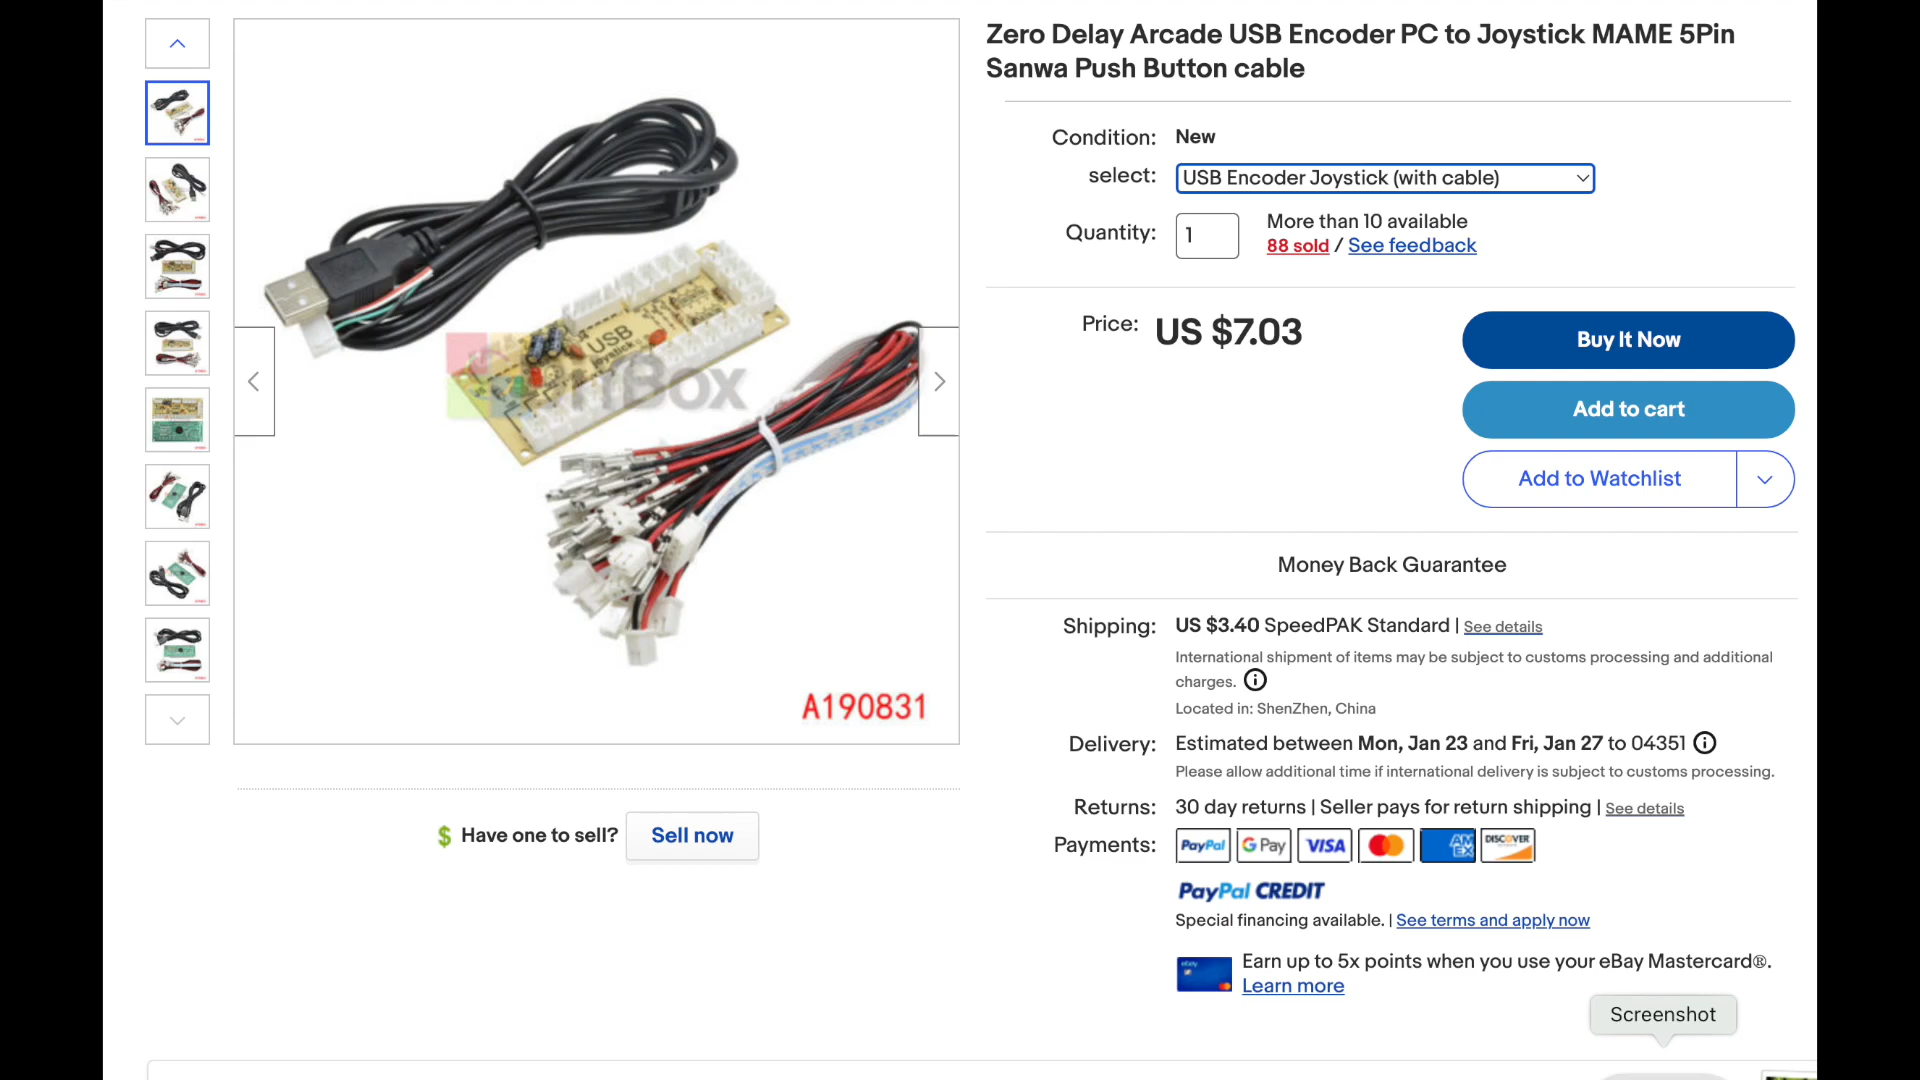 Zero Delay Arcade USB Encoder PC to Joystick MAME 5Pin
Sanwa Push Button cable
Condition: New
select: USB Encoder Joystick (with cable)
Quantity: 1
More than 10 available
88 sold / See feedback
Price: US $7.03
Buy It Now
Add to cart
Add to Watchlist
Money Back Guarantee
Shipping: US $3.40 SpeedPAK Standard | See details
International shipment of items may be subject to customs processing and additional
charges.
Located in: ShenZhen, China
Delivery: Estimated between Mon, Jan 23 and Fri, Jan 27 to 04351
Please allow additional time if international delivery is subject to customs processing.
Returns: 30 day returns | Seller pays for return shipping | See details
Payments: PayPal G Pay VISA AM EX DISCOVER
PayPal CREDIT
Special financing available. | See terms and apply now
Earn up to 5x points when you use your eBay Mastercard®.
Learn more
Screenshot
USB
Joystick
Box
A190831
$ Have one to sell? Sell now